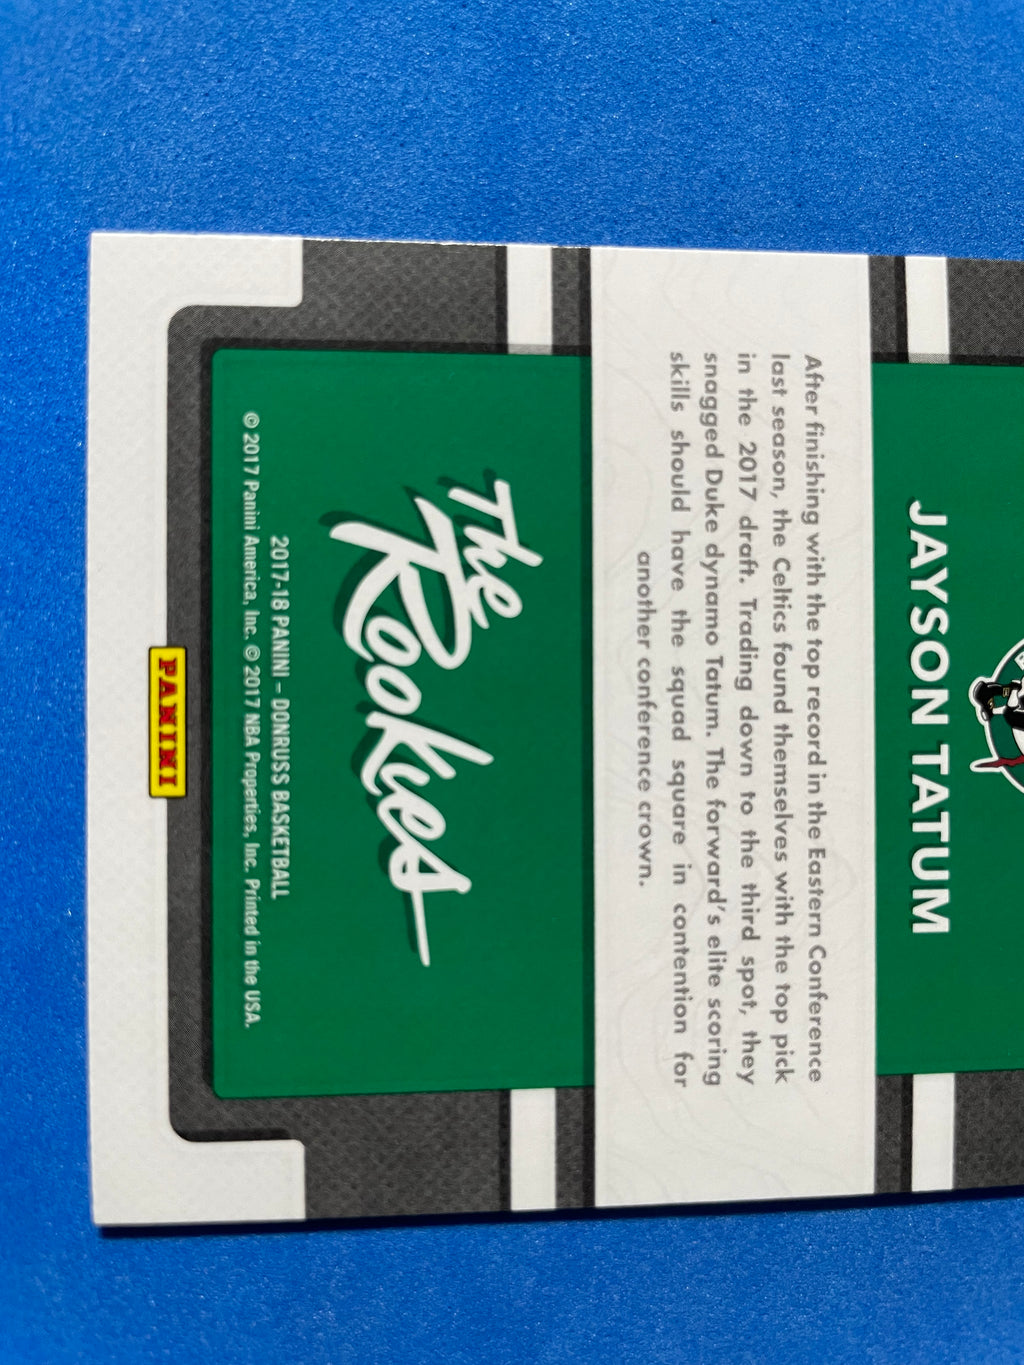 JAYSON TATUM
After finishing with the top record in the Eastern Conference
last season, the Celtics found themselves with the top pick
in the 2017 draft. Trading down to the third spot, they
snagged Duke dynamo Tatum. The forward's elite scoring
skills should have the squad square in contention for
another conference crown.
The
Rookies
2017-18 PANINI – DONRUSS BASKETBALL
© 2017 Panini America, Inc. © 2017 NBA Properties, Inc. Printed in the USA.
PANINI